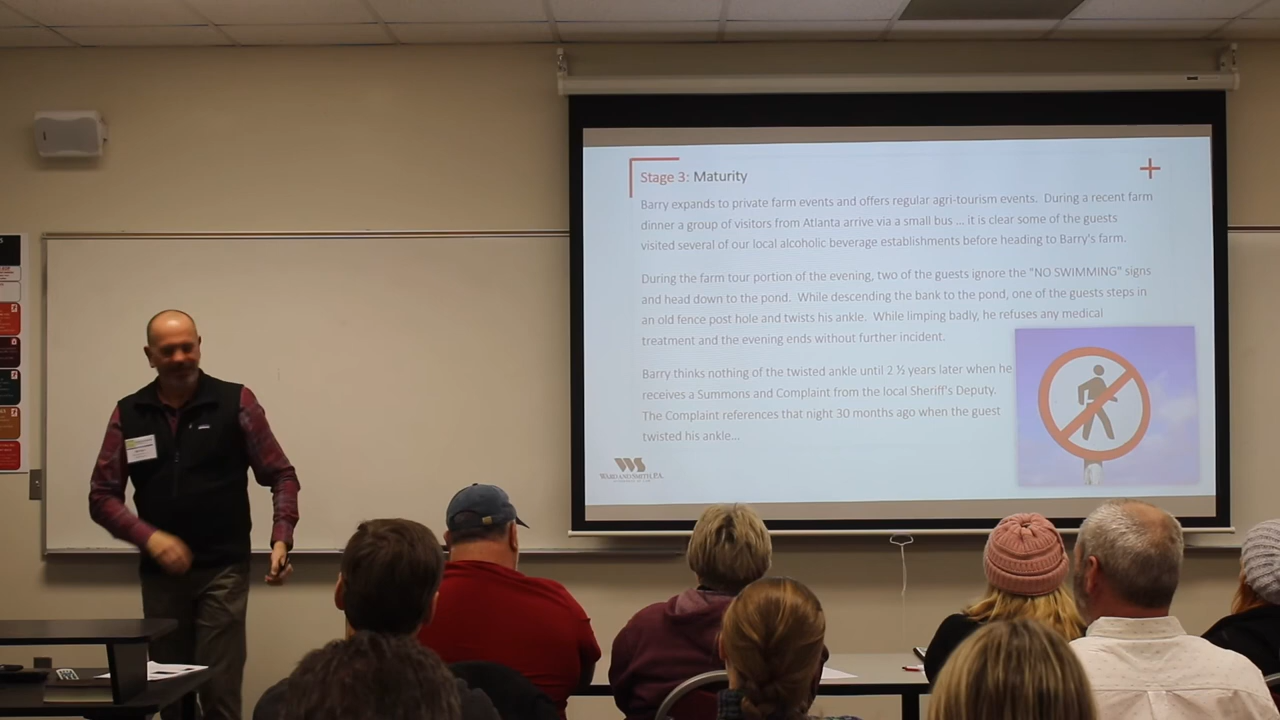 Stage 3: Maturity
Barry expands to private farm events and offers regular agri-tourism events. During a recent farm
dinner a group of visitors from Atlanta arrive via a small bus ... it is clear some of the guests
visited several of our local alcoholic beverage establishments before heading to Barry's farm.
During the farm tour portion of the evening, two of the guests ignore the "NO SWIMMING" signs
and head down to the pond. While descending the bank to the pond, one of the guests steps in
an old fence post hole and twists his ankle. While limping badly, he refuses any medical
treatment and the evening ends without further incident.
Barry thinks nothing of the twisted ankle until 2 ½ years later when he
receives a Summons and Complaint from the local Sheriff's Deputy.
The Complaint references that night 30 months ago when the guest
twisted his ankle...
WARD AND SMITH, P.A.